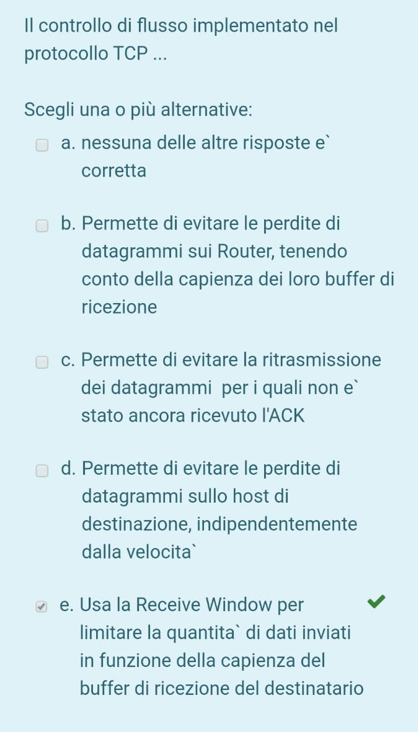 Il controllo di flusso implementato nel
protocollo TCP ...
Scegli una o più alternative:
a. nessuna delle altre risposte e`
corretta
b. Permette di evitare le perdite di
datagrammi sui Router, tenendo
conto della capienza dei loro buffer di
ricezione
c. Permette di evitare la ritrasmissione
dei datagrammi  per i quali non e`
stato ancora ricevuto l'ACK
d. Permette di evitare le perdite di
datagrammi sullo host di
destinazione, indipendentemente
dalla velocita`
e. Usa la Receive Window per
limitare la quantita` di dati inviati
in funzione della capienza del
buffer di ricezione del destinatario